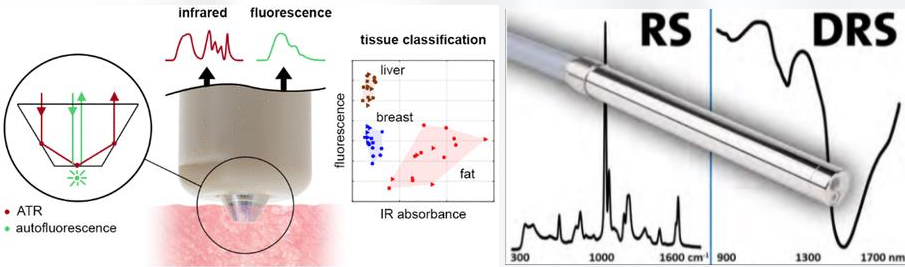 infrared
fluorescence
tissue classification
liver
breast
fat
fluorescence
IR absorbance
ATR
autofluorescence
RS
DRS
300 1000 1600 cm⁻¹
900 1300 1700 nm